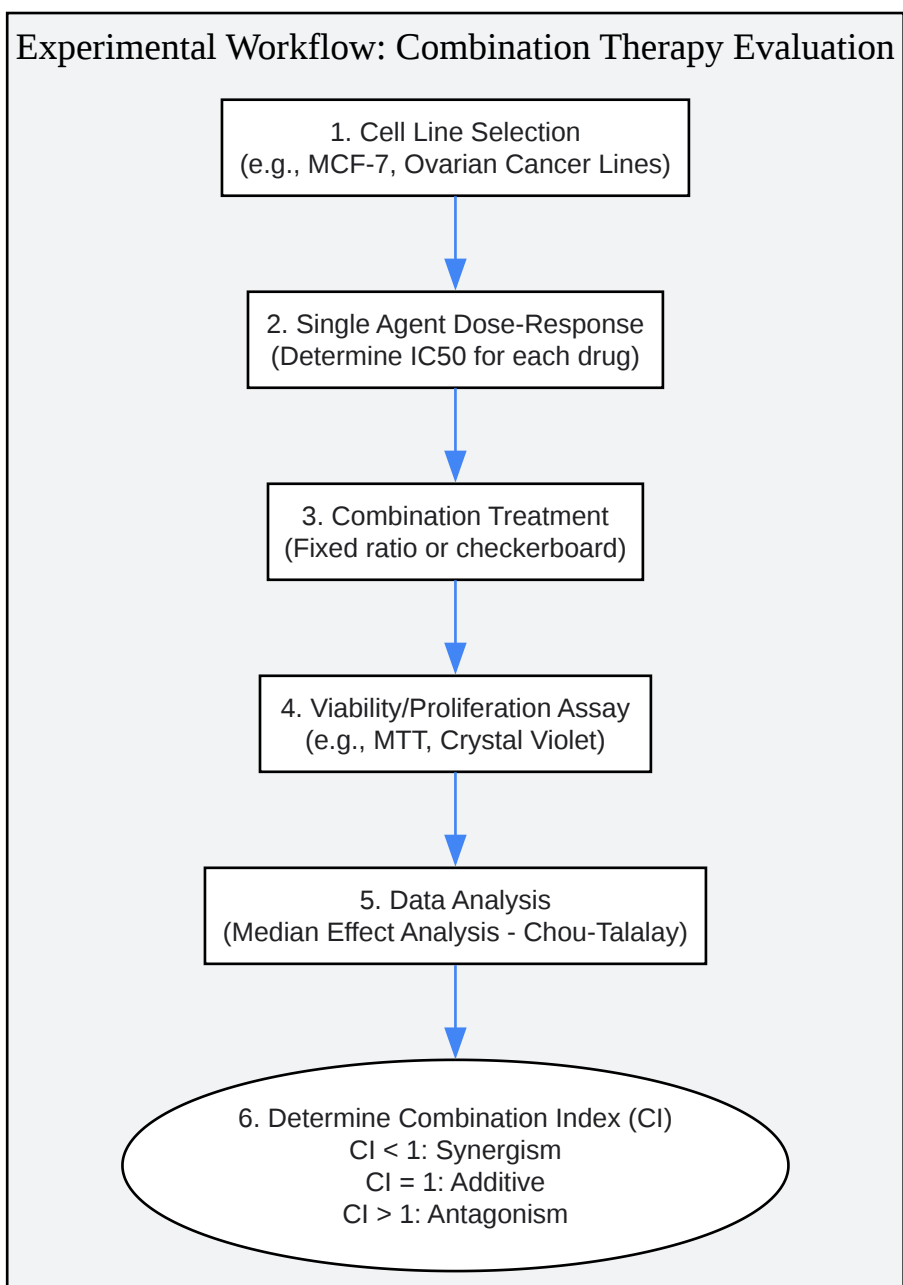 Experimental Workflow: Combination Therapy Evaluation
1. Cell Line Selection
(e.g., MCF-7, Ovarian Cancer Lines)
2. Single Agent Dose-Response
(Determine IC50 for each drug)
3. Combination Treatment
(Fixed ratio or checkerboard)
4. Viability/Proliferation Assay
(e.g., MTT, Crystal Violet)
5. Data Analysis
(Median Effect Analysis - Chou-Talalay)
6. Determine Combination Index (CI)
CI < 1: Synergism
CI = 1: Additive
CI > 1: Antagonism